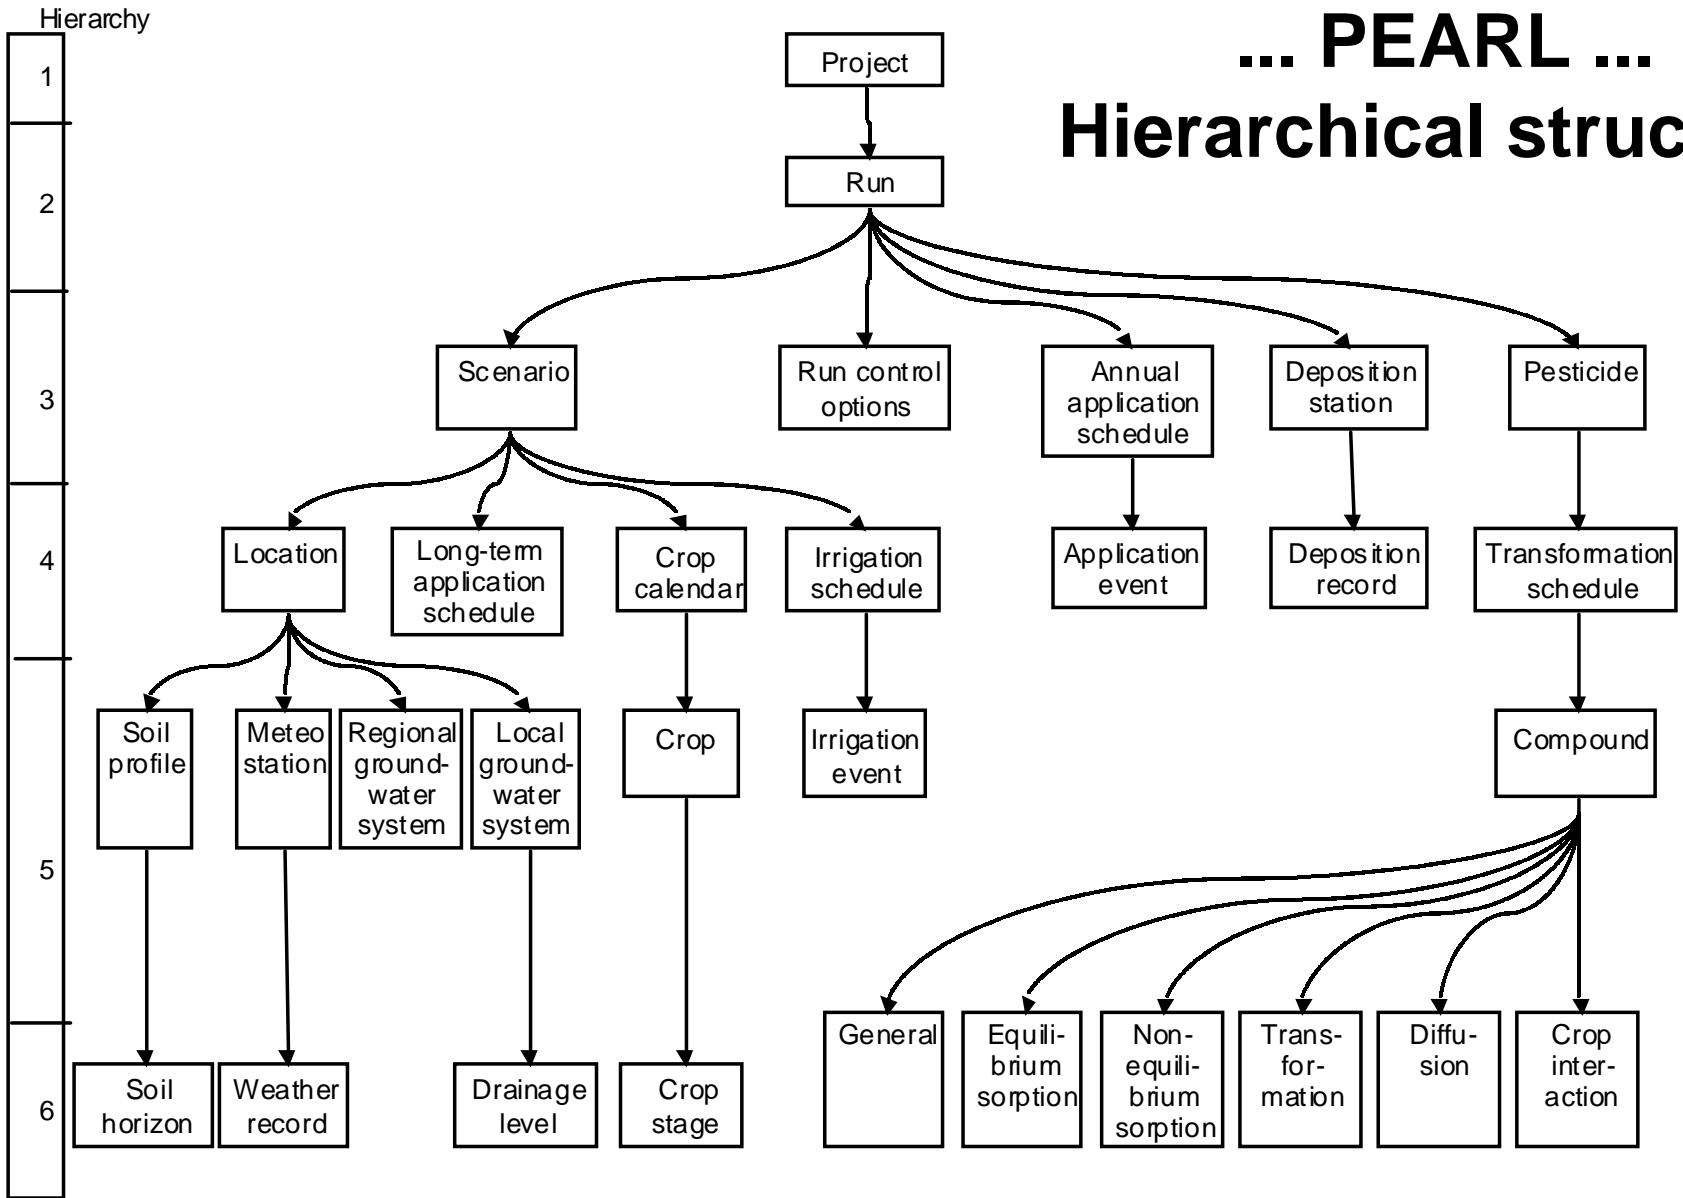 Hierarchy
... PEARL ...
Hierarchical struc
1
Project
2
Run
3
Scenario
Run control
options
Annual
application
schedule
Deposition
station
Pesticide
4
Location
Long-term
application
schedule
Crop
calendar
Irrigation
schedule
Application
event
Deposition
record
Transformation
schedule
5
Soil
profile
Meteo
station
Regional
ground-
water
system
Local
ground-
water
system
Crop
Irrigation
event
Compound
6
Soil
horizon
Weather
record
Drainage
level
Crop
stage
General
Equili-
brium
sorption
Non-
equili-
brium
sorption
Trans-
for-
mation
Diffu-
sion
Crop
inter-
action